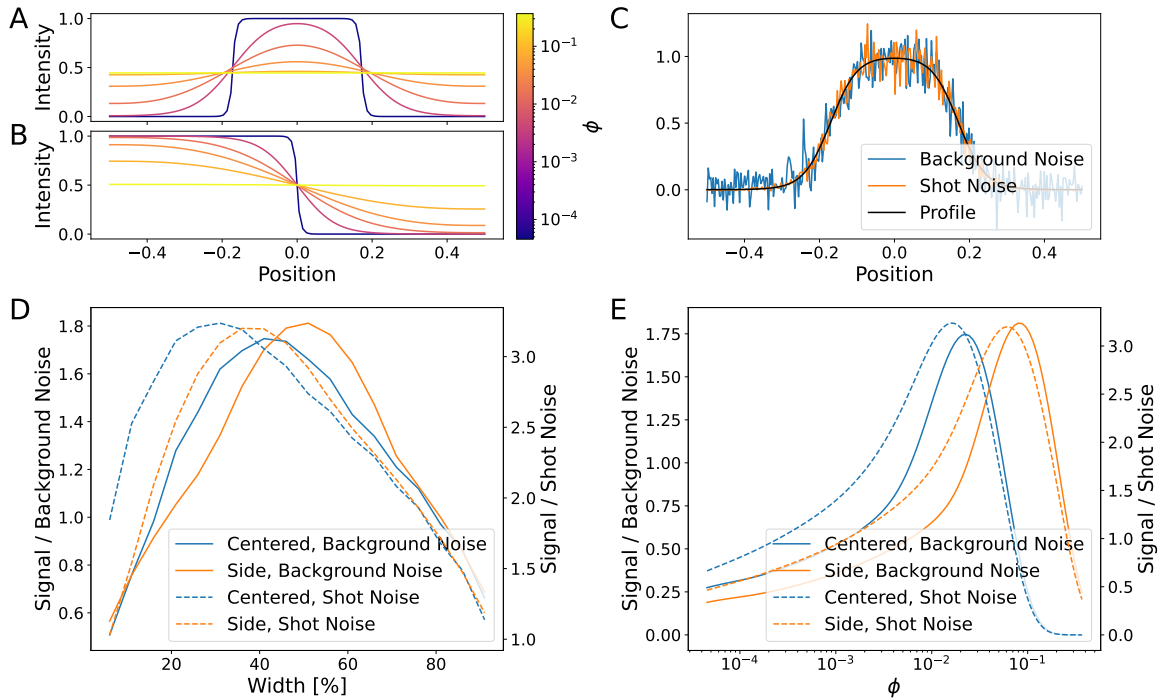 A
1.0
0.5
0.0
Intensity
B
1.0
0.5
0.0
Intensity
−0.4
−0.2
0.0
0.2
0.4
Position
10⁻¹
10⁻²
10⁻³
10⁻⁴
ϕ
C
1.0
0.5
0.0
Background Noise
Shot Noise
Profile
−0.4
−0.2
0.0
0.2
0.4
Position
D
1.8
1.6
1.4
1.2
1.0
0.8
0.6
Signal / Background Noise
3.0
2.5
2.0
1.5
1.0
Signal / Shot Noise
Centered, Background Noise
Side, Background Noise
Centered, Shot Noise
Side, Shot Noise
20
40
60
80
Width [%]
E
1.75
1.50
1.25
1.00
0.75
0.50
0.25
0.00
Signal / Background Noise
3.0
2.5
2.0
1.5
1.0
0.5
0.0
Signal / Shot Noise
Centered, Background Noise
Side, Background Noise
Centered, Shot Noise
Side, Shot Noise
10⁻⁴
10⁻³
10⁻²
10⁻¹
ϕ